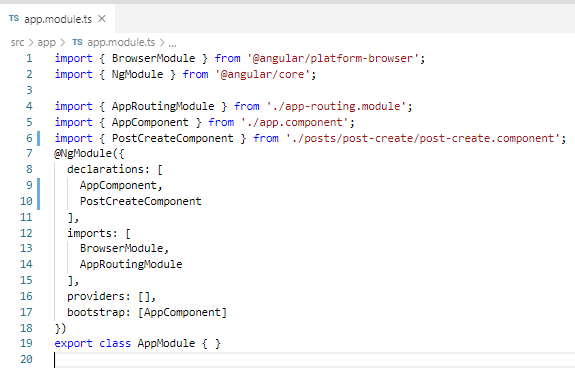 TS app.module.ts ×
src > app > TS app.module.ts > ...
1 import { BrowserModule } from '@angular/platform-browser';
2 import { NgModule } from '@angular/core';
3
4 import { AppRoutingModule } from './app-routing.module';
5 import { AppComponent } from './app.component';
6 import { PostCreateComponent } from './posts/post-create/post-create.component';
7 @NgModule({
8   declarations: [
9     AppComponent,
10     PostCreateComponent
11   ],
12   imports: [
13     BrowserModule,
14     AppRoutingModule
15   ],
16   providers: [],
17   bootstrap: [AppComponent]
18 })
19 export class AppModule { }
20